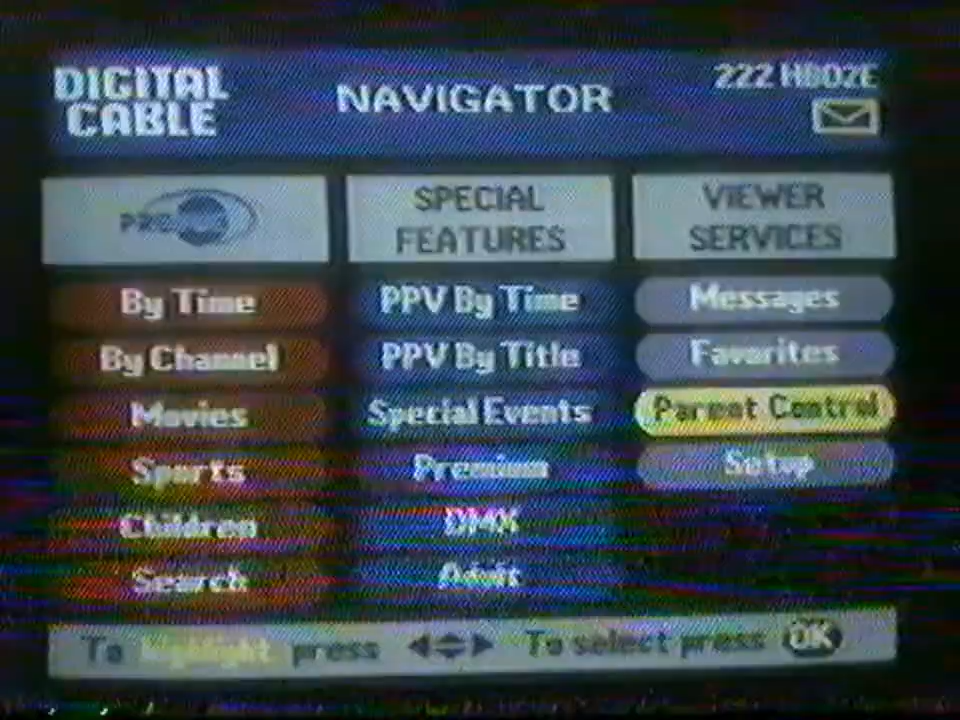 DIGITAL
CABLE
NAVIGATOR
222 HBO2E
PRE
SPECIAL
FEATURES
VIEWER
SERVICES
By Time
PPV By Time
Messages
By Channel
PPV By Title
Favorites
Movies
Special Events
Parent Control
Sports
Premium
Setup
Children
DMX
Search
Adult
To highlight press
To select press OK